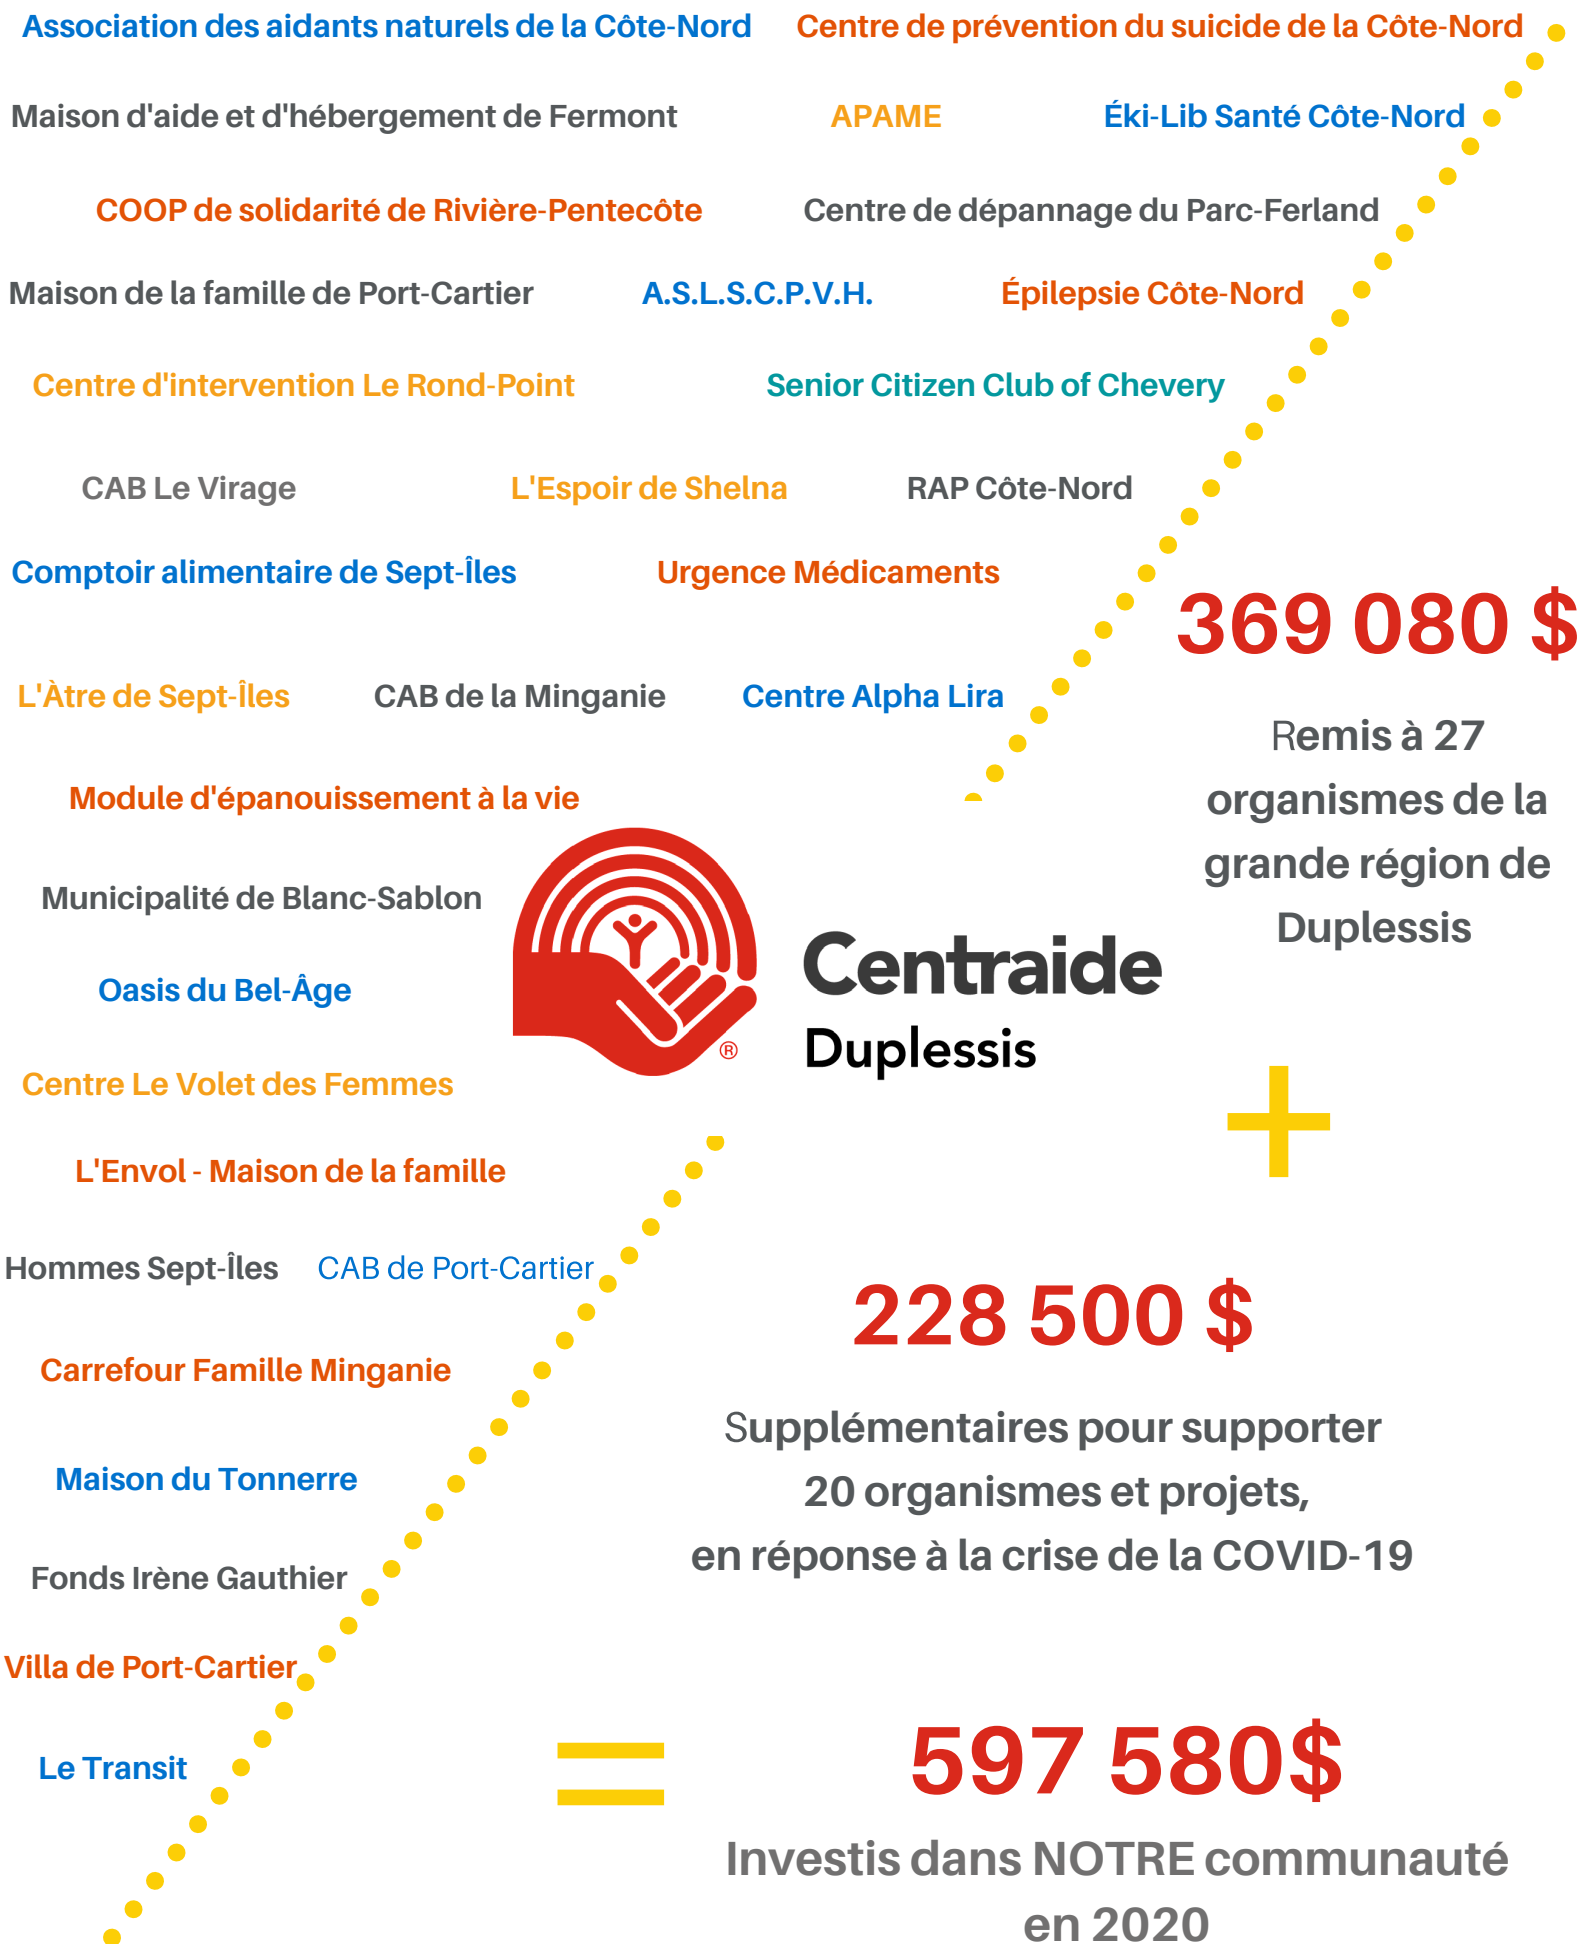 Association des aidants naturels de la Côte-Nord
Centre de prévention du suicide de la Côte-Nord
Maison d'aide et d'hébergement de Fermont
APAME
Éki-Lib Santé Côte-Nord
COOP de solidarité de Rivière-Pentecôte
Centre de dépannage du Parc-Ferland
Maison de la famille de Port-Cartier
A.S.L.S.C.P.V.H.
Épilepsie Côte-Nord
Centre d'intervention Le Rond-Point
Senior Citizen Club of Chevery
CAB Le Virage
L'Espoir de Shelna
RAP Côte-Nord
Comptoir alimentaire de Sept-Îles
Urgence Médicaments
L'Àtre de Sept-Îles
CAB de la Minganie
Centre Alpha Lira
Module d'épanouissement à la vie
Municipalité de Blanc-Sablon
Oasis du Bel-Âge
Centre Le Volet des Femmes
L'Envol - Maison de la famille
Hommes Sept-Îles
CAB de Port-Cartier
Carrefour Famille Minganie
Maison du Tonnerre
Fonds Irène Gauthier
Villa de Port-Cartier
Le Transit
®
Centraide
Duplessis
369 080 $
Remis à 27
organismes de la
grande région de
Duplessis
+
228 500 $
Supplémentaires pour supporter
20 organismes et projets,
en réponse à la crise de la COVID-19
=
597 580$
Investis dans NOTRE communauté
en 2020